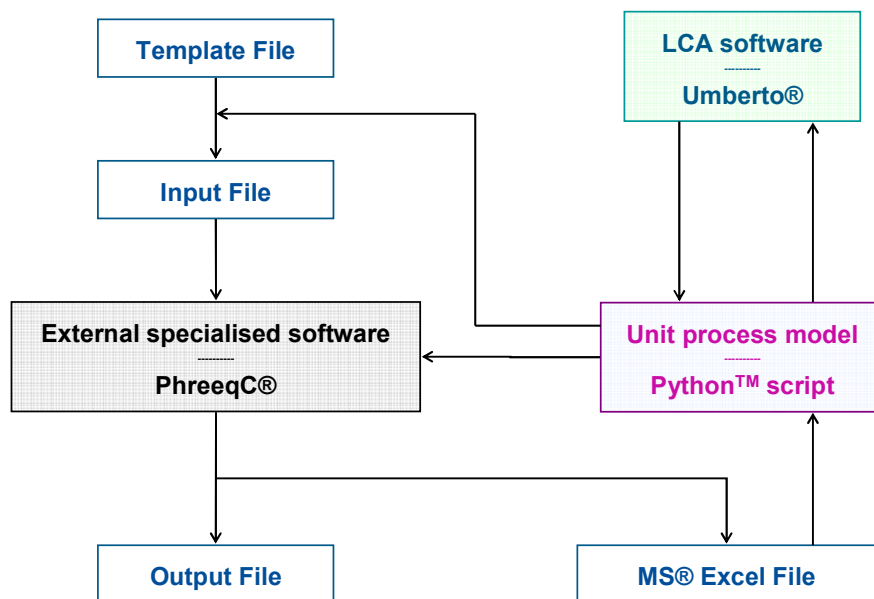 Template File
LCA software
----------
Umberto®
Input File
External specialised software
----------
PhreeqC®
Unit process model
----------
Python™ script
Output File
MS® Excel File